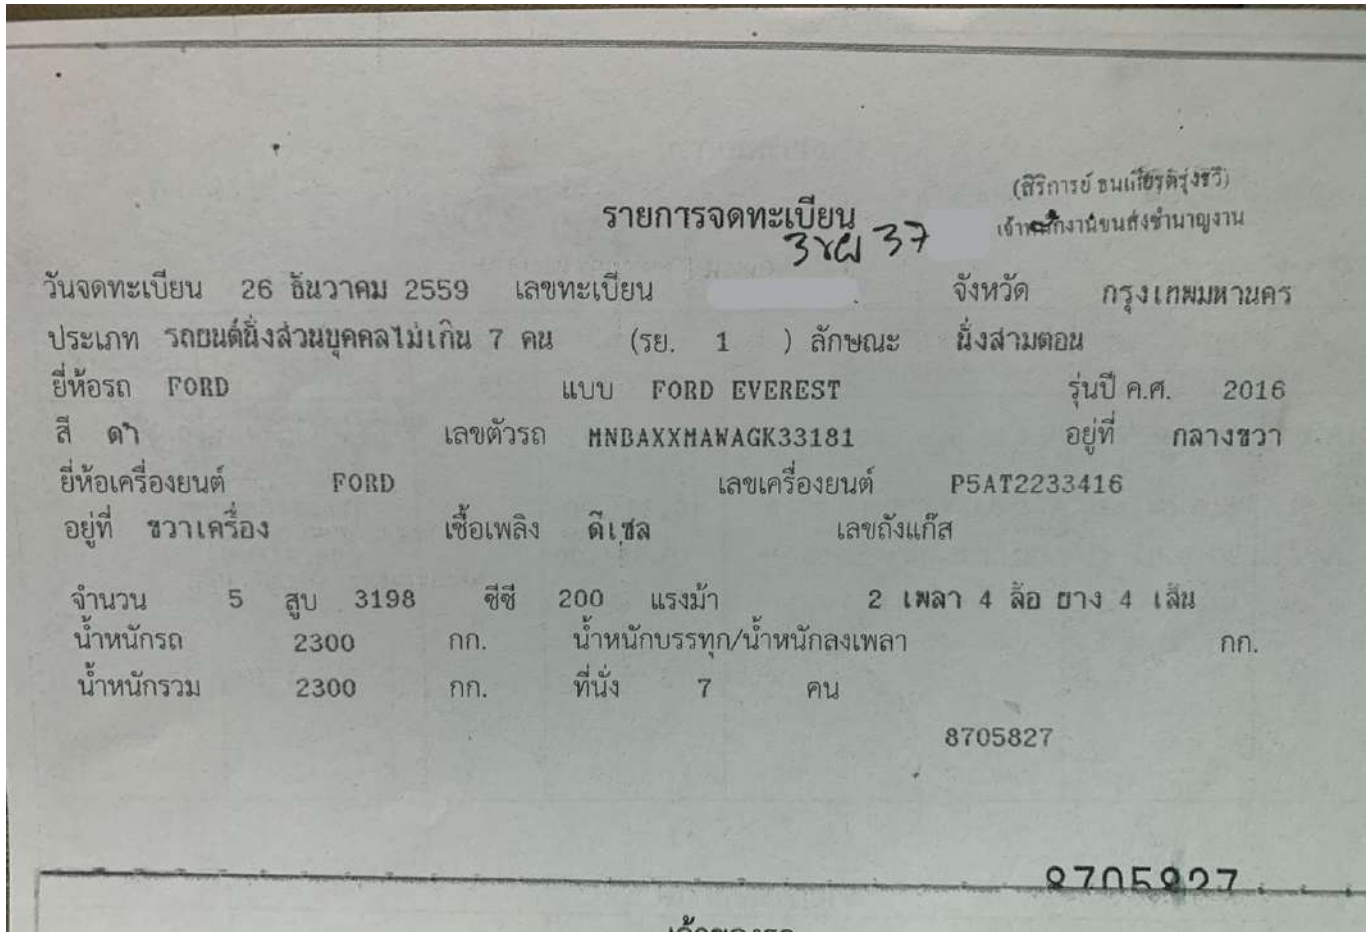 (สิริการย์ ธนเกียรติรุ่งรวี)
รายการจดทะเบียน
เจ้าพนักงานขนส่งชำนาญงาน
3ขผ 37
วันจดทะเบียน 26 ธันวาคม 2559 เลขทะเบียน จังหวัด กรุงเทพมหานคร
ประเภท รถยนต์นั่งส่วนบุคคลไม่เกิน 7 คน (รย. 1 ) ลักษณะ นั่งสามตอน
ยี่ห้อรถ FORD แบบ FORD EVEREST รุ่นปี ค.ศ. 2016
สี ดำ เลขตัวรถ MNBAXXMAWAGK33181 อยู่ที่ กลางขวา
ยี่ห้อเครื่องยนต์ FORD เลขเครื่องยนต์ P5AT2233416
อยู่ที่ ขวาเครื่อง เชื้อเพลิง ดีเซล เลขถังแก๊ส
จำนวน 5 สูบ 3198 ซีซี 200 แรงม้า 2 เพลา 4 ล้อ ยาง 4 เส้น
น้ำหนักรถ 2300 กก. น้ำหนักบรรทุก/น้ำหนักลงเพลา กก.
น้ำหนักรวม 2300 กก. ที่นั่ง 7 คน
8705827
8705827